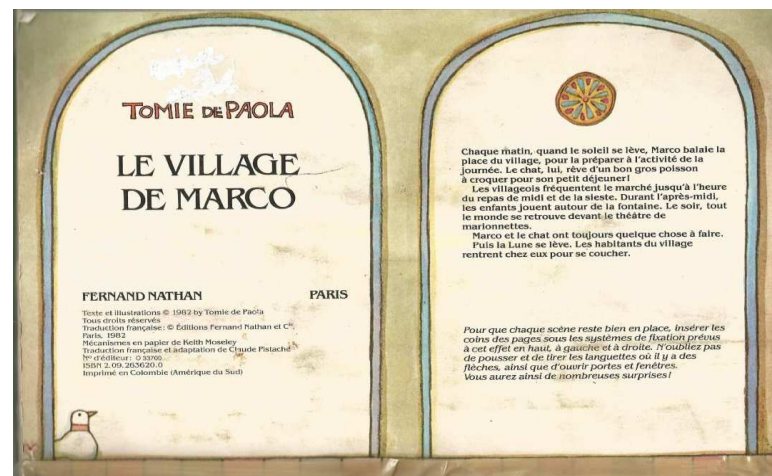 TOMIE DE PAOLA
LE VILLAGE
DE MARCO
FERNAND NATHAN PARIS
Texte et illustrations © 1982 by Tomie de Paola
Tous droits réservés
Traduction française : © Éditions Fernand Nathan et Cie,
Paris, 1982
Mécanismes en papier de Keith Moseley
Traduction française et adaptation de Claude Pistache
N° d'éditeur : O 33700
ISBN 2.09.263620.0
Imprimé en Colombie (Amérique du Sud)
Chaque matin, quand le soleil se lève, Marco balaie la
place du village, pour la préparer à l'activité de la
journée. Le chat, lui, rêve d'un bon gros poisson
à croquer pour son petit déjeuner!
Les villageois fréquentent le marché jusqu'à l'heure
du repas de midi et de la sieste. Durant l'après-midi,
les enfants jouent autour de la fontaine. Le soir, tout
le monde se retrouve devant le théâtre de
marionnettes.
Marco et le chat ont toujours quelque chose à faire.
Puis la Lune se lève. Les habitants du village
rentrent chez eux pour se coucher.
Pour que chaque scène reste bien en place, insérer les
coins des pages sous les systèmes de fixation prévus
à cet effet en haut, à gauche et à droite. N'oubliez pas
de pousser et de tirer les languettes où il y a des
flèches, ainsi que d'ouvrir portes et fenêtres.
Vous aurez ainsi de nombreuses surprises!